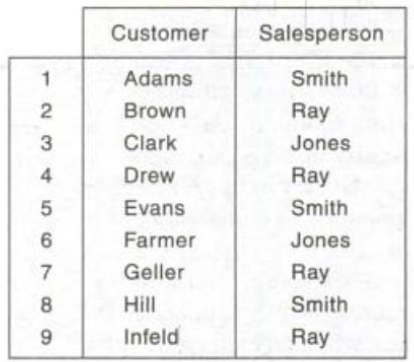 Customer Salesperson
1 Adams Smith
2 Brown Ray
3 Clark Jones
4 Drew Ray
5 Evans Smith
6 Farmer Jones
7 Geller Ray
8 Hill Smith
9 Infeld Ray